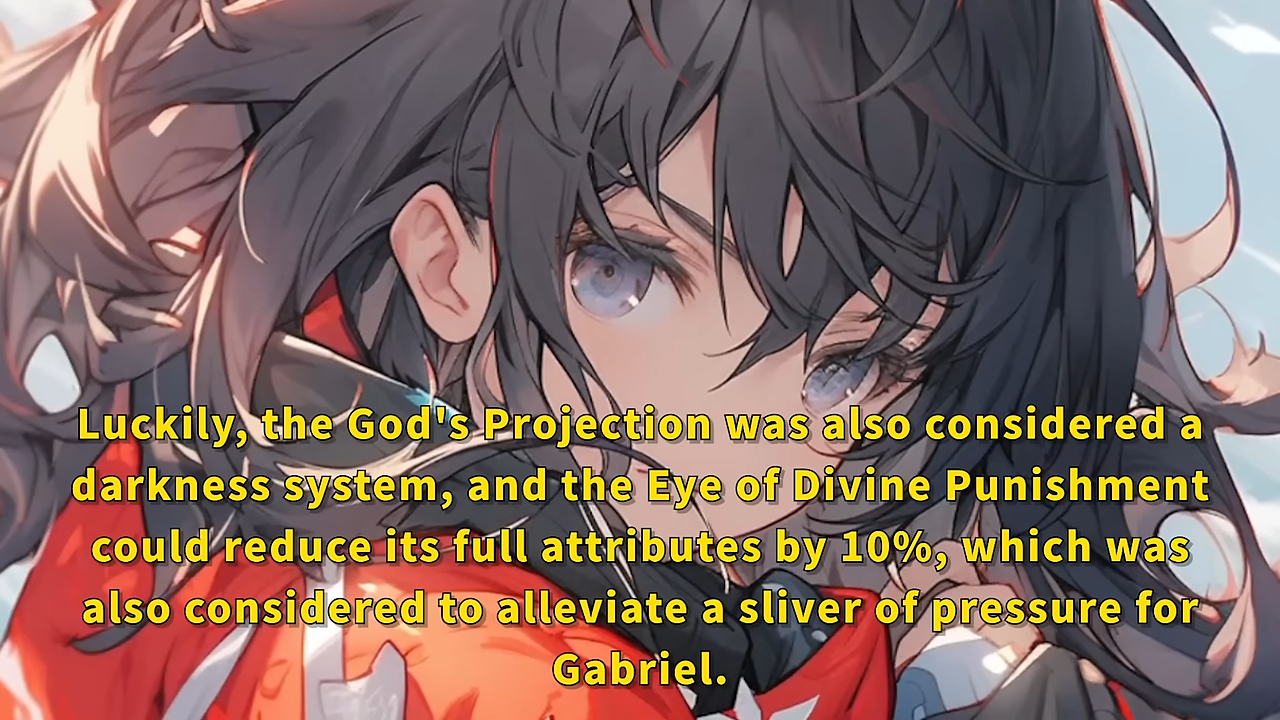 Luckily, the God's Projection was also considered a
darkness system, and the Eye of Divine Punishment
could reduce its full attributes by 10%, which was
also considered to alleviate a sliver of pressure for
Gabriel.